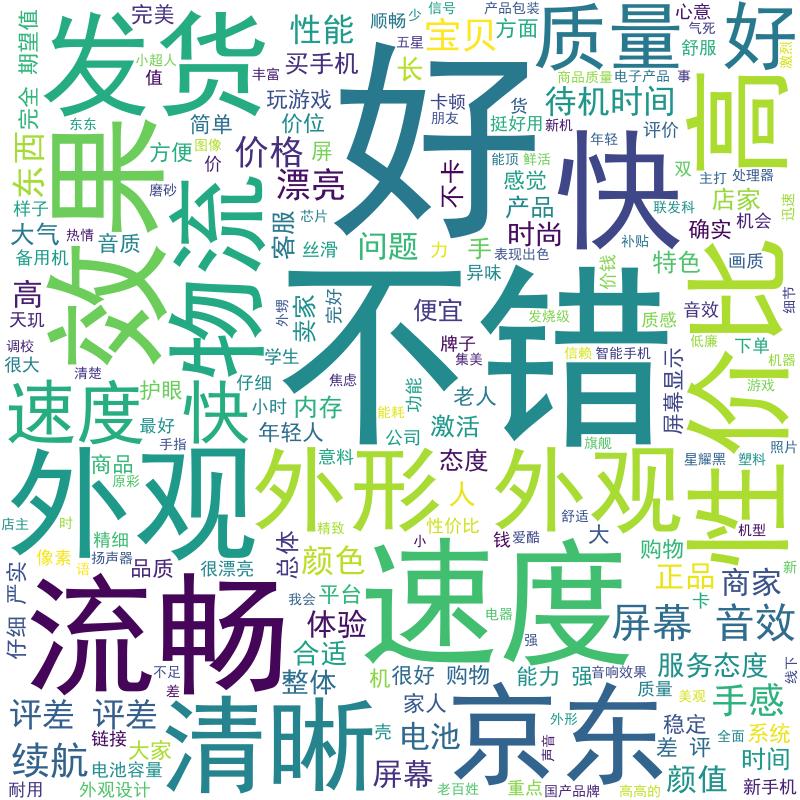 完美
少
信号
产品包装
心意
气死
期望值
发货
小超人
值
丰富
性能
顺畅
五星
方面
宝贝
质量
好
舒服
激烈
买手机
长
商品质量
电子产品
事
好
高
完全
东东
玩游戏
卡顿
货
待机时间
果
图像
简单
价位
屏
朋友
挺好用
新机
年轻
评价
快
东西
方便
价
价格
不卡
能顶
鲜活
双
主打
处理器
店家
迅速
样子
磨砂
物流
漂亮
感觉
产品
联发科
大气
热情
音质
芯片
客服
丝滑
问题
手
时尚
补贴
确实
机会
备用机
力
表现出色
异味
价钱
特色
画质
性价比
高
效
外甥
卖家
完好
便宜
不错
发烧级
质感
音效
细节
天玑
调校
牌子
低廉
下单
很大
清楚
学生
集美
信赖
智能手机
机器
护眼
仔细
焦虑
功能
老人
屏幕显示
游戏
速度
快
小时
内存
能耗
最好
手指
年轻人
公司
激活
旗舰
照片
外观
商品
原彩
外形
意料
态度
外观
星耀黑
塑料
店主
时
精细
扬声器
精致
人
性价比
钱
爱酷
舒适
大
机型
像素
语
品质
很漂亮
总体
颜色
小
购物
严实
仔细
流畅
我会
平台
速度
正品
商家
新
电器
卡
体验
强
屏幕
音效
合适
不足
差
整体
机
很好
购物
能力
强
音响效果
服务态度
线下
质量
美观
手感
评差
评差
清晰
家人
京东
外形
稳定
全面
链接
大家
壳
电池
声音
差
评
系统
续航
电池容量
屏幕
颜值
时间
耐用
外观设计
老百姓
重点
国产品牌
高高的
新手机